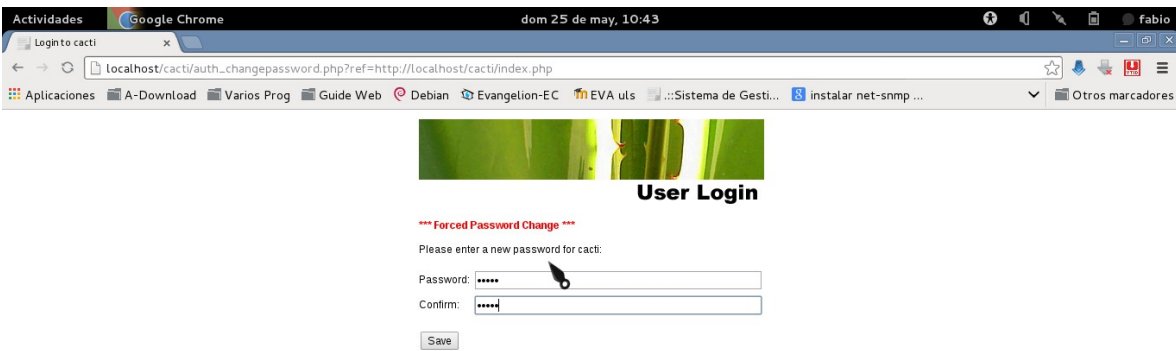 Actividades Google Chrome dom 25 de may, 10:43 fabio
Login to cacti
localhost/cacti/auth_changepassword.php?ref=http://localhost/cacti/index.php
Aplicaciones A-Download Varios Prog Guide Web Debian Evangelion-EC EVA uls .::Sistema de Gesti... instalar net-snmp ... Otros marcadores
User Login
*** Forced Password Change ***
Please enter a new password for cacti:
Password: •••••
Confirm: •••••
Save